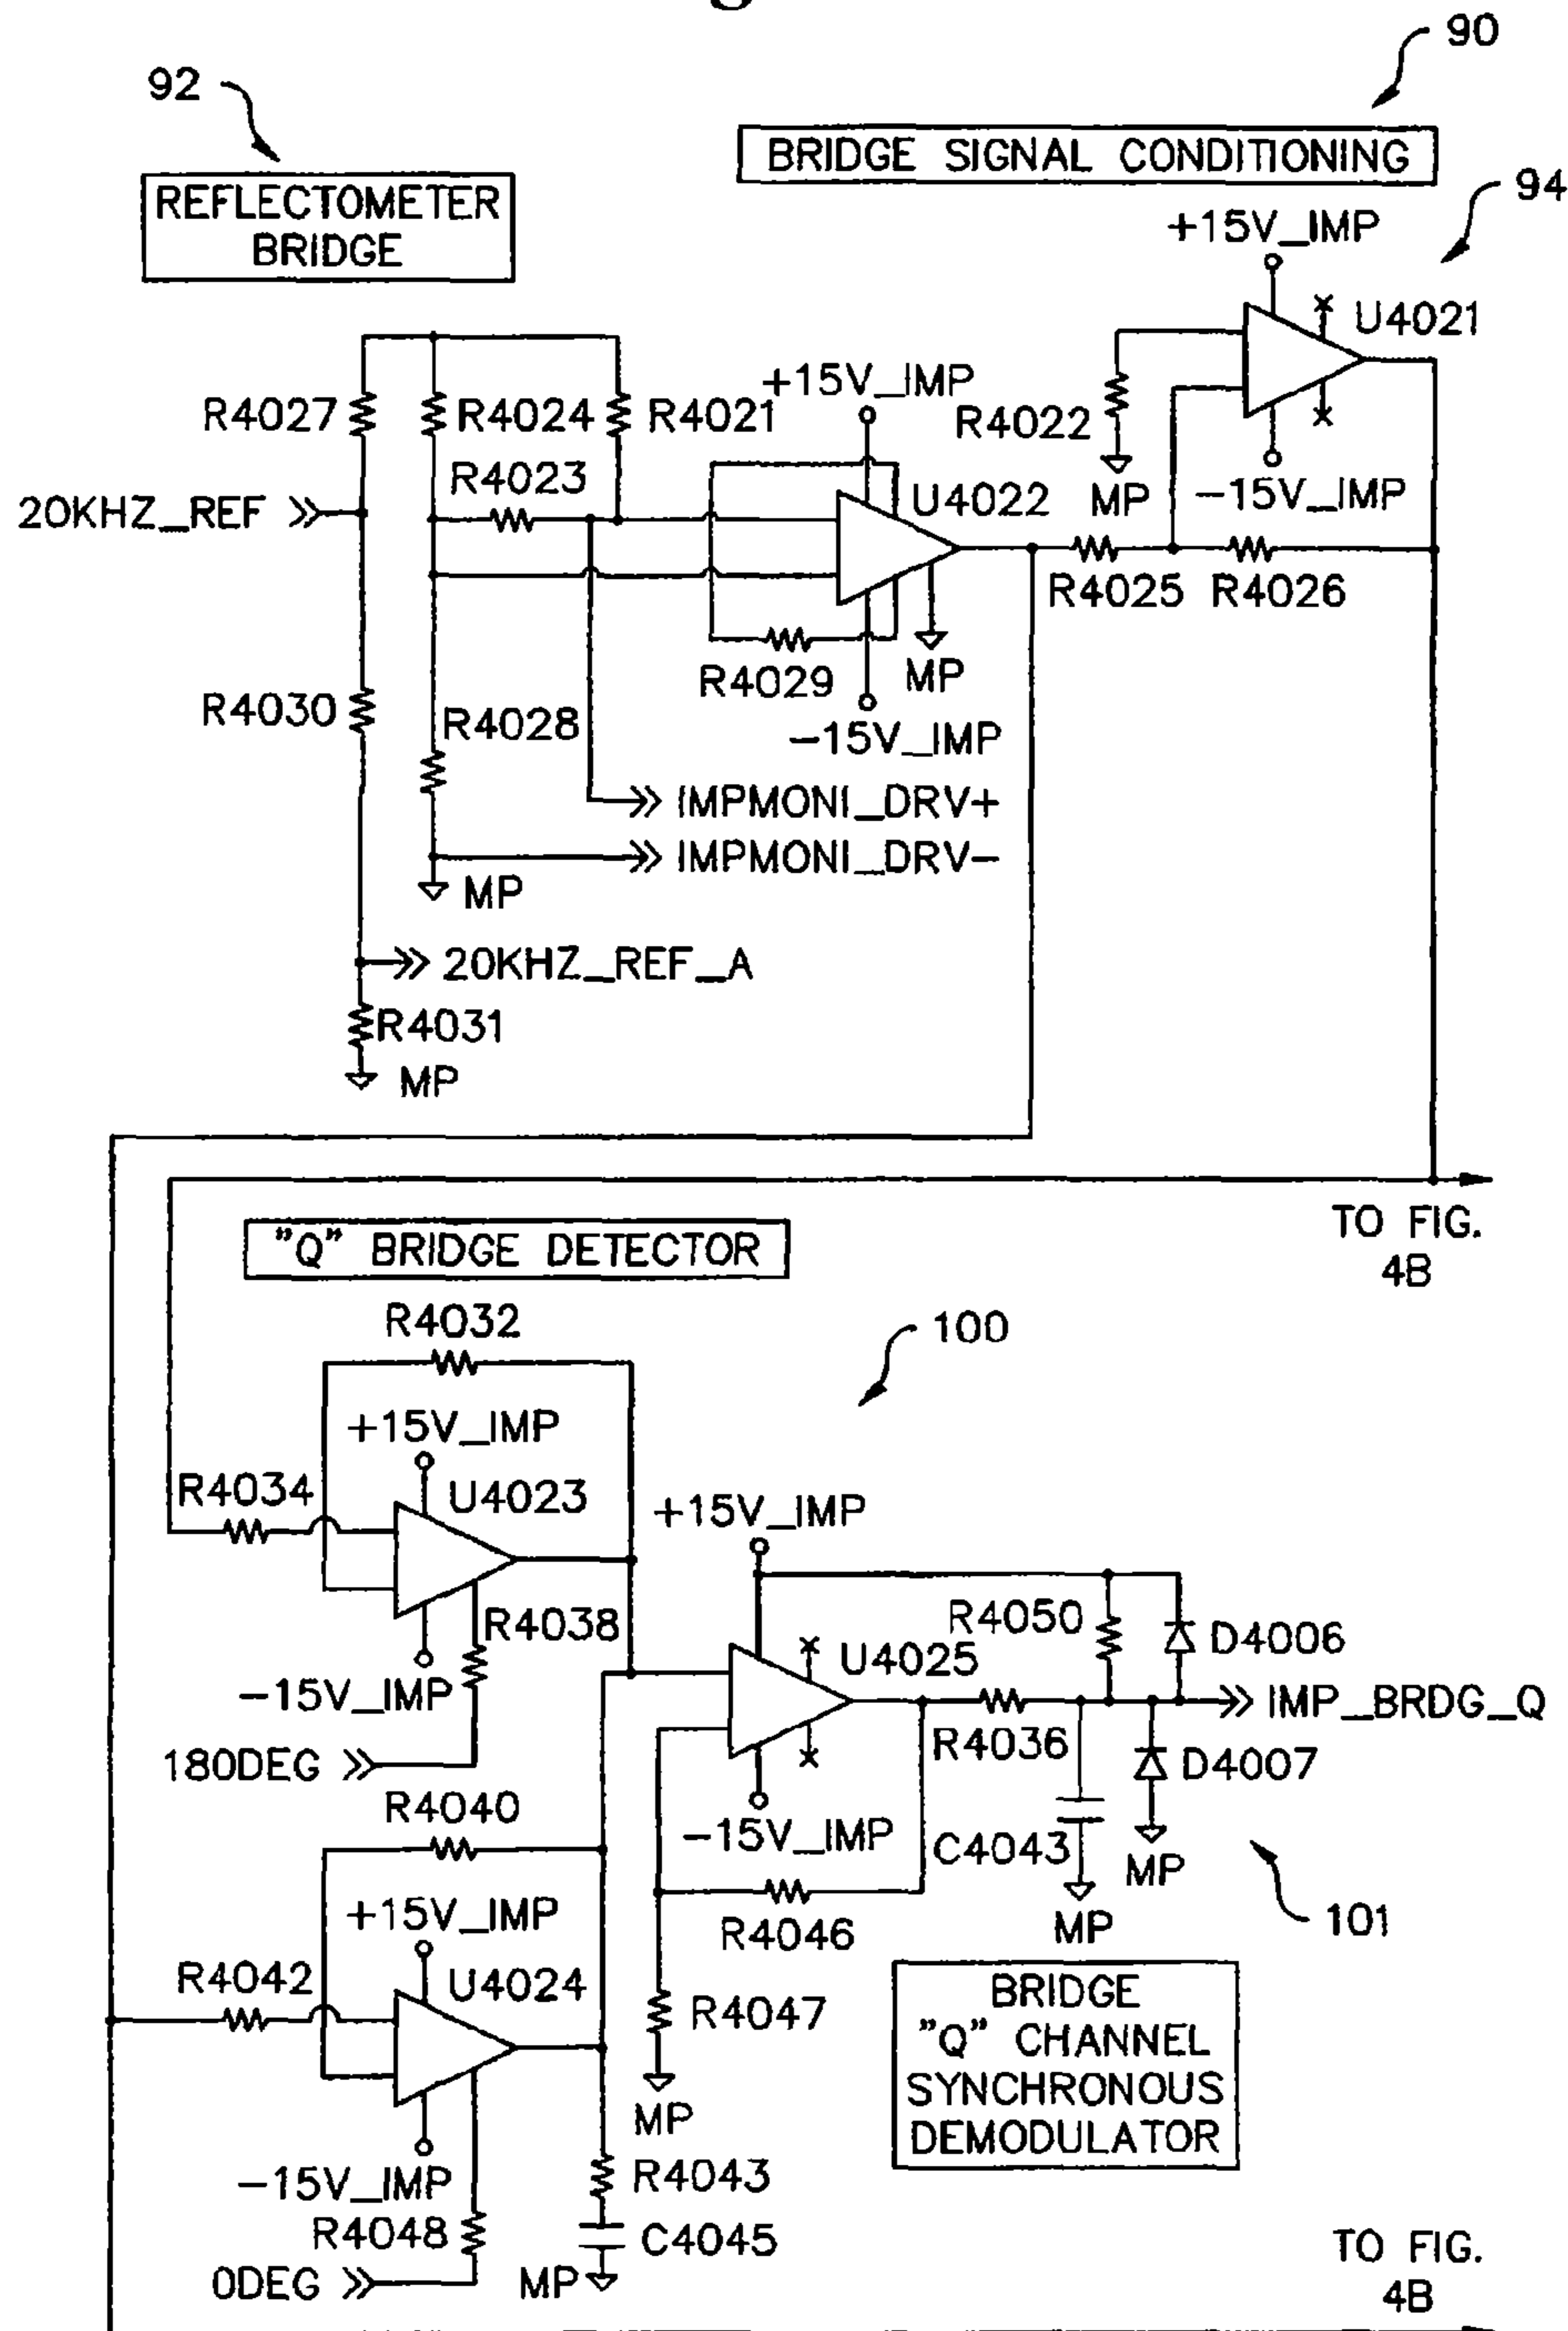 90
92
BRIDGE SIGNAL CONDITIONING
REFLECTOMETER
BRIDGE
94
+15V_IMP
U4021
R4027
R4024
R4021
+15V_IMP
R4022
R4023
20KHZ_REF
U4022
MP
-15V_IMP
R4025
R4026
R4029
MP
R4030
R4028
-15V_IMP
IMPMONI_DRV+
IMPMONI_DRV-
MP
20KHZ_REF_A
R4031
MP
TO FIG.
4B
"Q" BRIDGE DETECTOR
R4032
100
+15V_IMP
R4034
U4023
+15V_IMP
R4038
R4050
D4006
-15V_IMP
U4025
IMP_BRDG_Q
180DEG
R4036
D4007
R4040
-15V_IMP
C4043
MP
+15V_IMP
R4046
MP
101
R4042
U4024
R4047
BRIDGE
"Q" CHANNEL
SYNCHRONOUS
DEMODULATOR
MP
-15V_IMP
R4043
R4048
C4045
0DEG
MP
TO FIG.
4B